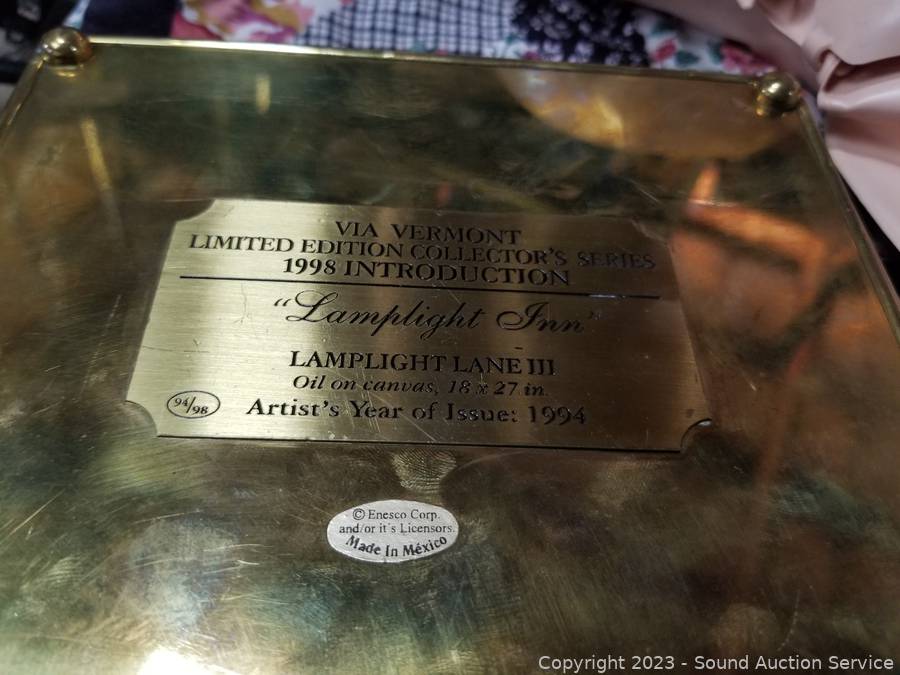 VIA VERMONT
LIMITED EDITION COLLECTOR'S SERIES
1998 INTRODUCTION
"Lamplight Inn"
LAMPLIGHT LANE III
Oil on canvas, 18 x 27 in.
94/98
Artist's Year of Issue: 1994
© Enesco Corp.
and/or it's Licensors.
Made In México
Copyright 2023 - Sound Auction Service